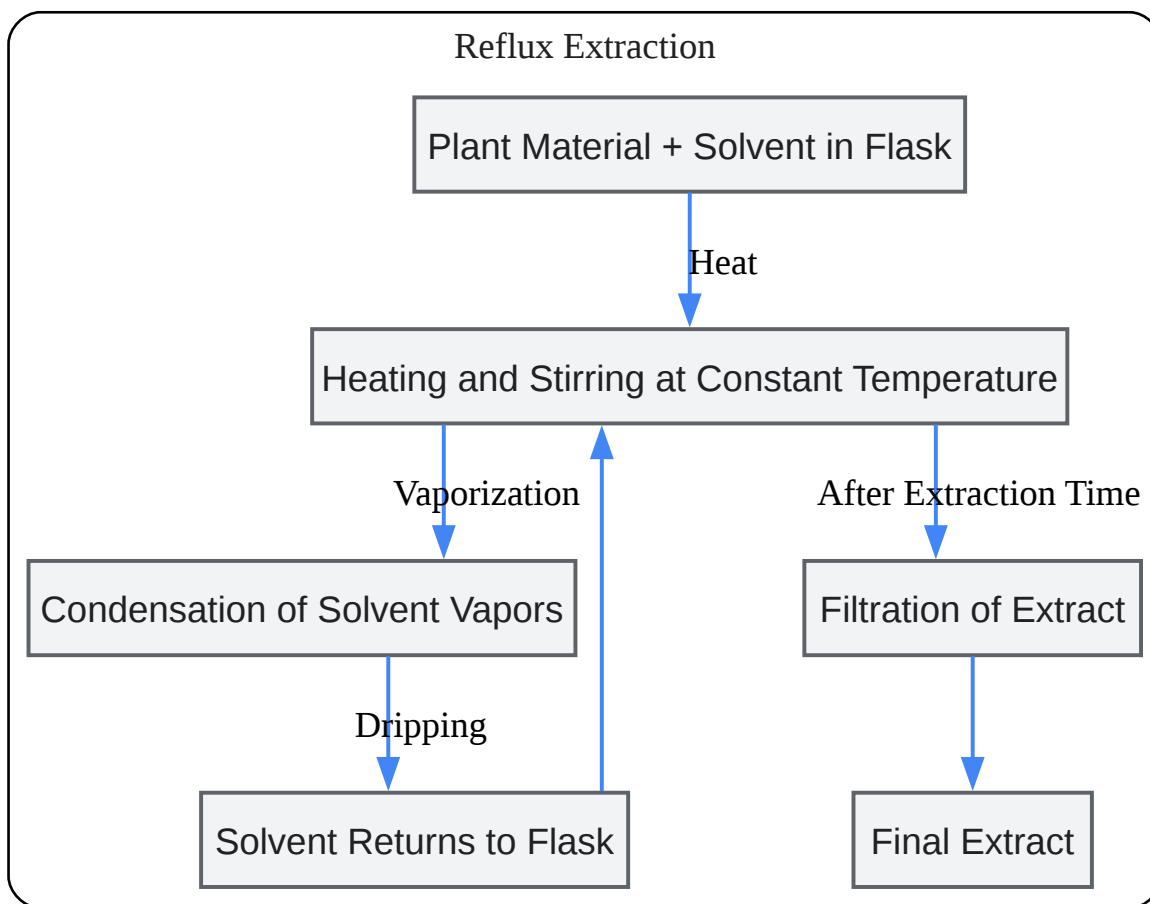 Reflux Extraction
Plant Material + Solvent in Flask
Heat
Heating and Stirring at Constant Temperature
Vaporization
After Extraction Time
Condensation of Solvent Vapors
Filtration of Extract
Dripping
Solvent Returns to Flask
Final Extract